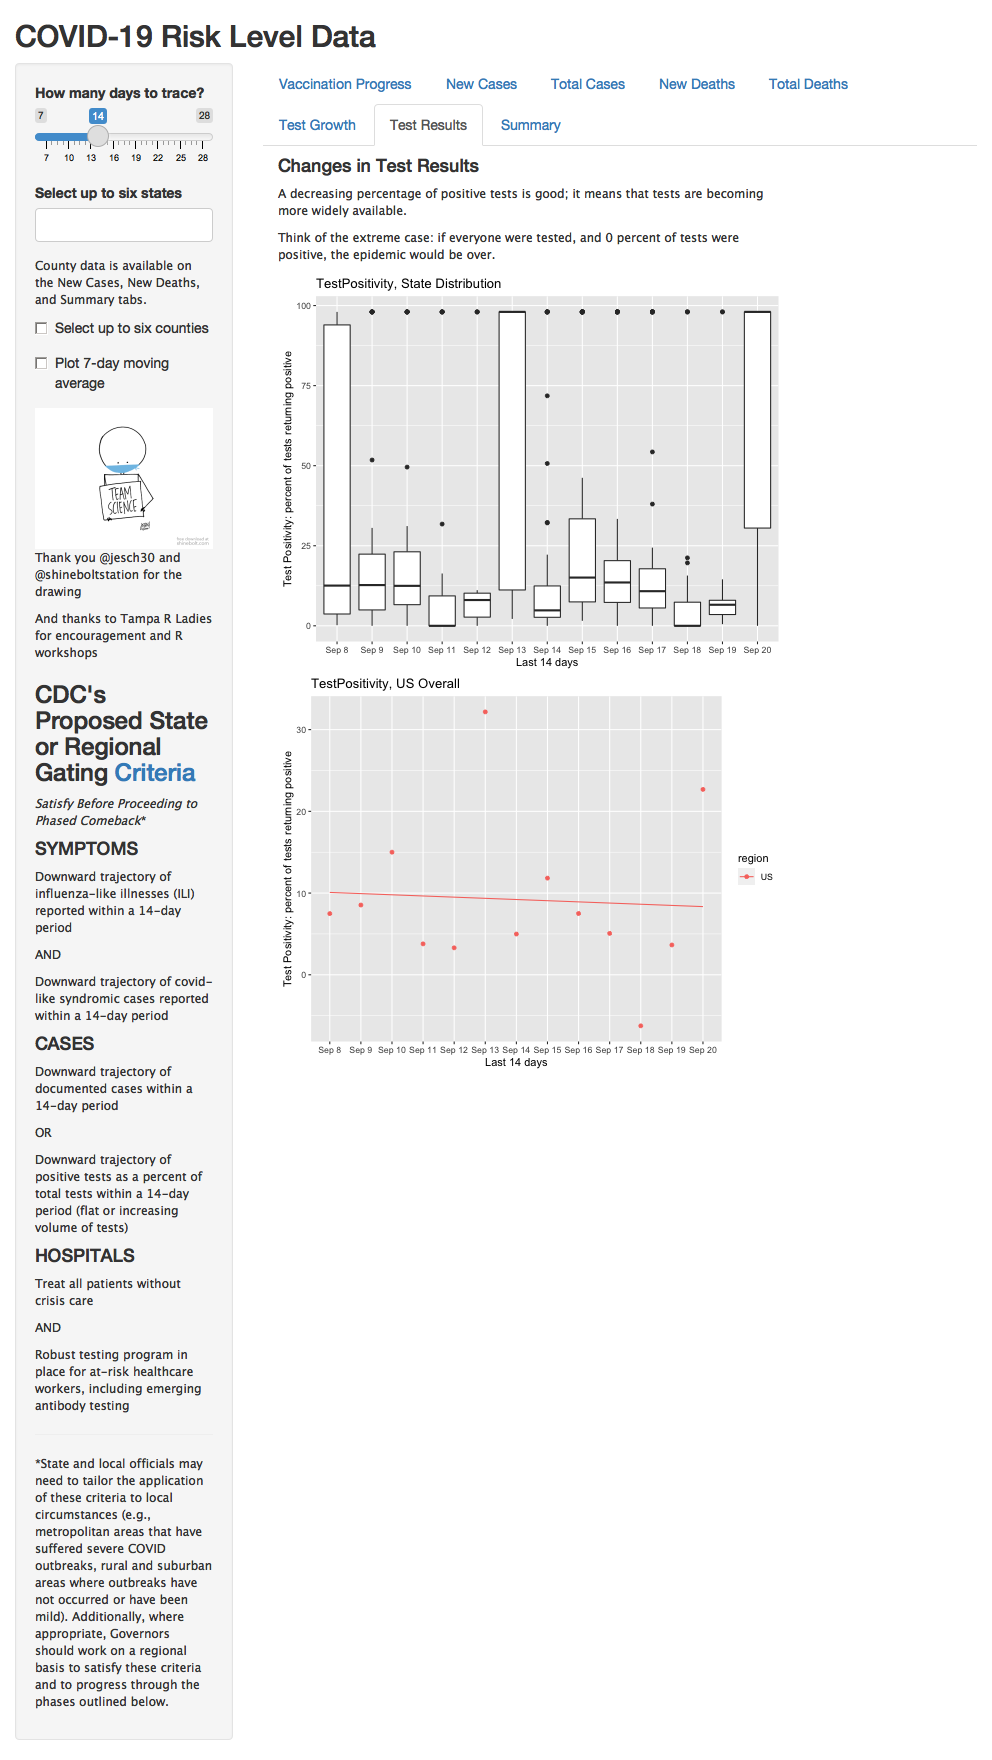 COVID-19 Risk Level Data
How many days to trace?
7
14
28
7 10 13 16 19 22 25 28
Select up to six states
County data is available on
the New Cases, New Deaths,
and Summary tabs.
Select up to six counties
Plot 7-day moving
average
TEAM
SCIENCE
Thank you @jesch30 and
@shineboltstation for the
drawing
And thanks to Tampa R Ladies
for encouragement and R
workshops
CDC's
Proposed State
or Regional
Gating Criteria
Satisfy Before Proceeding to
Phased Comeback*
SYMPTOMS
Downward trajectory of
influenza-like illnesses (ILI)
reported within a 14-day
period
AND
Downward trajectory of covid-
like syndromic cases reported
within a 14-day period
CASES
Downward trajectory of
documented cases within a
14-day period
OR
Downward trajectory of
positive tests as a percent of
total tests within a 14-day
period (flat or increasing
volume of tests)
HOSPITALS
Treat all patients without
crisis care
AND
Robust testing program in
place for at-risk healthcare
workers, including emerging
antibody testing
*State and local officials may
need to tailor the application
of these criteria to local
circumstances (e.g.,
metropolitan areas that have
suffered severe COVID
outbreaks, rural and suburban
areas where outbreaks have
not occurred or have been
mild). Additionally, where
appropriate, Governors
should work on a regional
basis to satisfy these criteria
and to progress through the
phases outlined below.
Vaccination Progress New Cases Total Cases New Deaths Total Deaths
Test Growth Test Results Summary
Changes in Test Results
A decreasing percentage of positive tests is good; it means that tests are becoming
more widely available.
Think of the extreme case: if everyone were tested, and 0 percent of tests were
positive, the epidemic would be over.
TestPositivity, State Distribution
Test Positivity: percent of tests returning positive
100
75
50
25
0
Sep 8 Sep 9 Sep 10 Sep 11 Sep 12 Sep 13 Sep 14 Sep 15 Sep 16 Sep 17 Sep 18 Sep 19 Sep 20
Last 14 days
TestPositivity, US Overall
Test Positivity: percent of tests returning positive
30
20
10
0
Sep 8 Sep 9 Sep 10 Sep 11 Sep 12 Sep 13 Sep 14 Sep 15 Sep 16 Sep 17 Sep 18 Sep 19 Sep 20
Last 14 days
region
US